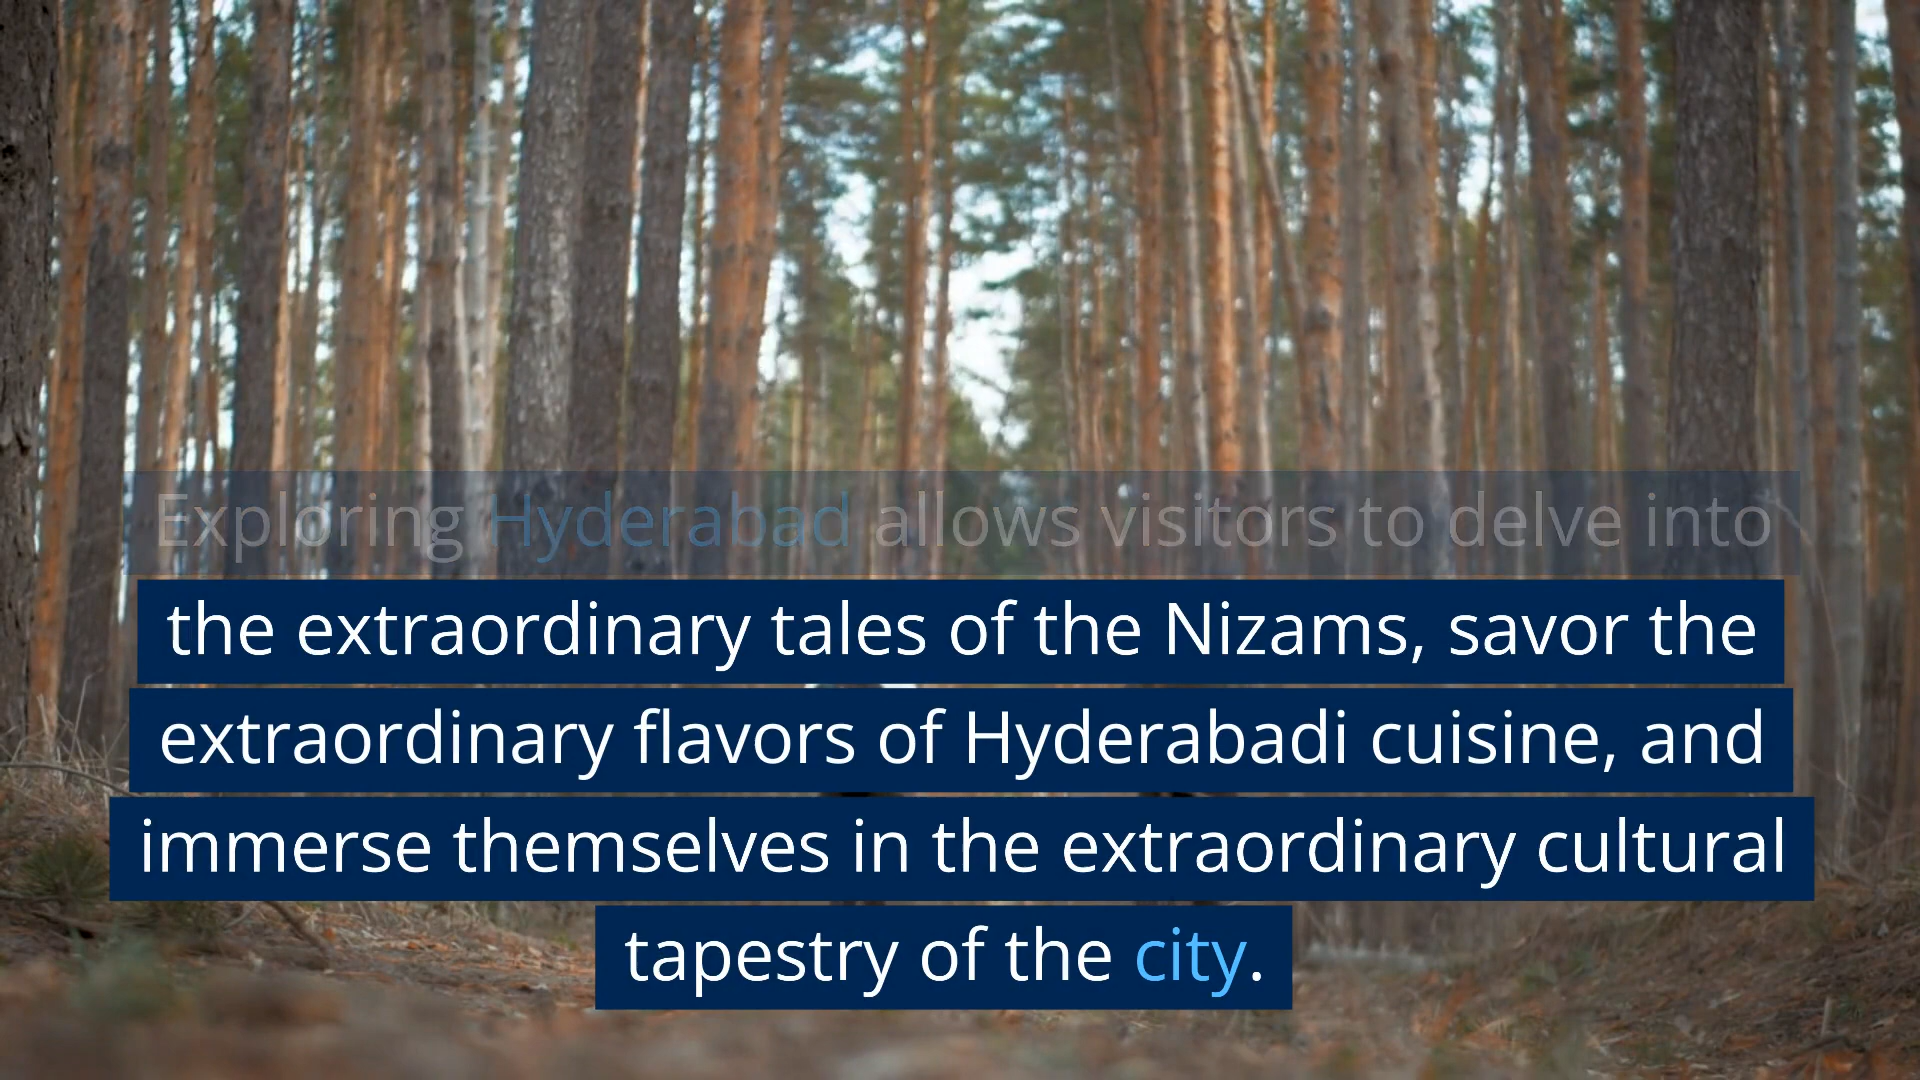 Exploring Hyderabad allows visitors to delve into
the extraordinary tales of the Nizams, savor the
extraordinary flavors of Hyderabadi cuisine, and
immerse themselves in the extraordinary cultural
tapestry of the city.